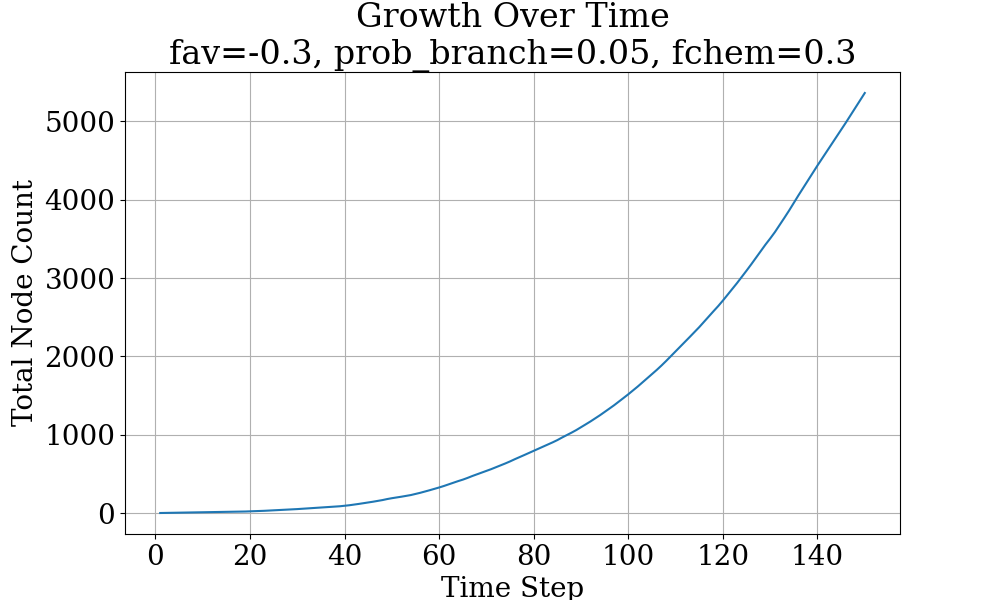 Growth Over Time
fav=-0.3, prob_branch=0.05, fchem=0.3
5000
4000
3000
2000
1000
0
Total Node Count
0 20 40 60 80 100 120 140
Time Step